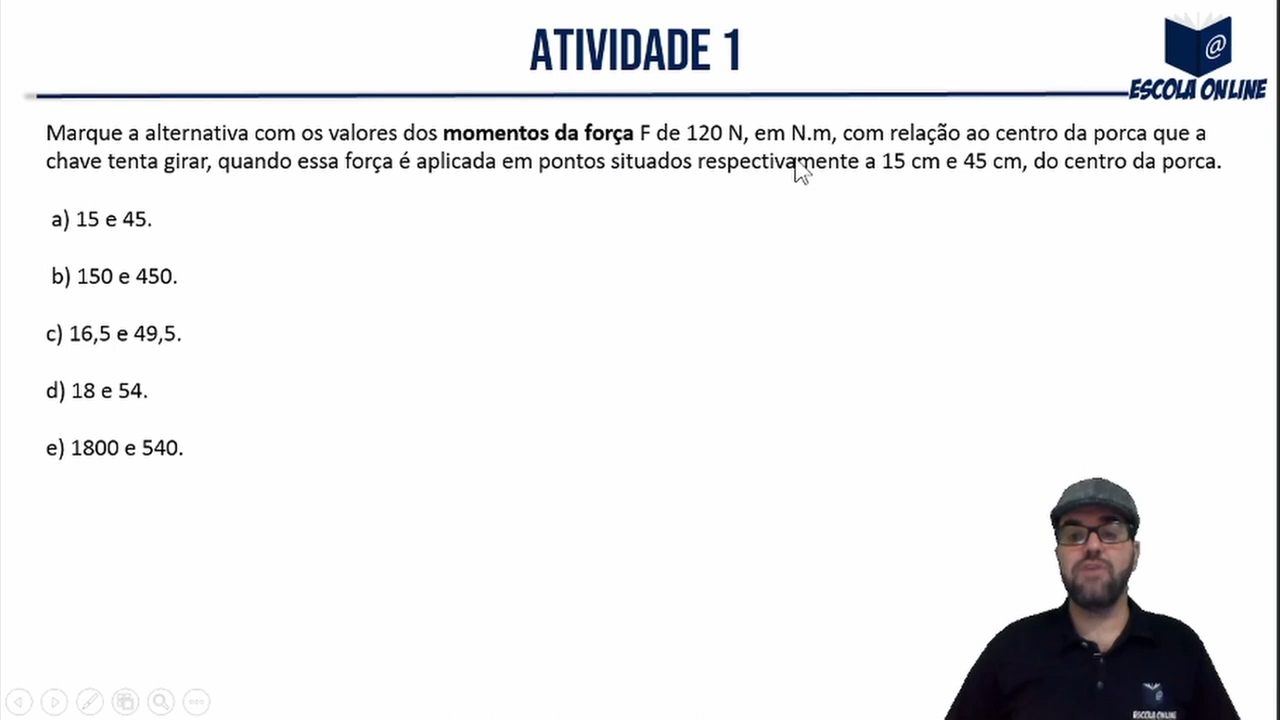 ATIVIDADE 1
@
ESCOLA ONLINE
Marque a alternativa com os valores dos momentos da força F de 120 N, em N.m, com relação ao centro da porca que a
chave tenta girar, quando essa força é aplicada em pontos situados respectivamente a 15 cm e 45 cm, do centro da porca.
a) 15 e 45.
b) 150 e 450.
c) 16,5 e 49,5.
d) 18 e 54.
e) 1800 e 540.
ESCOLA ONLINE